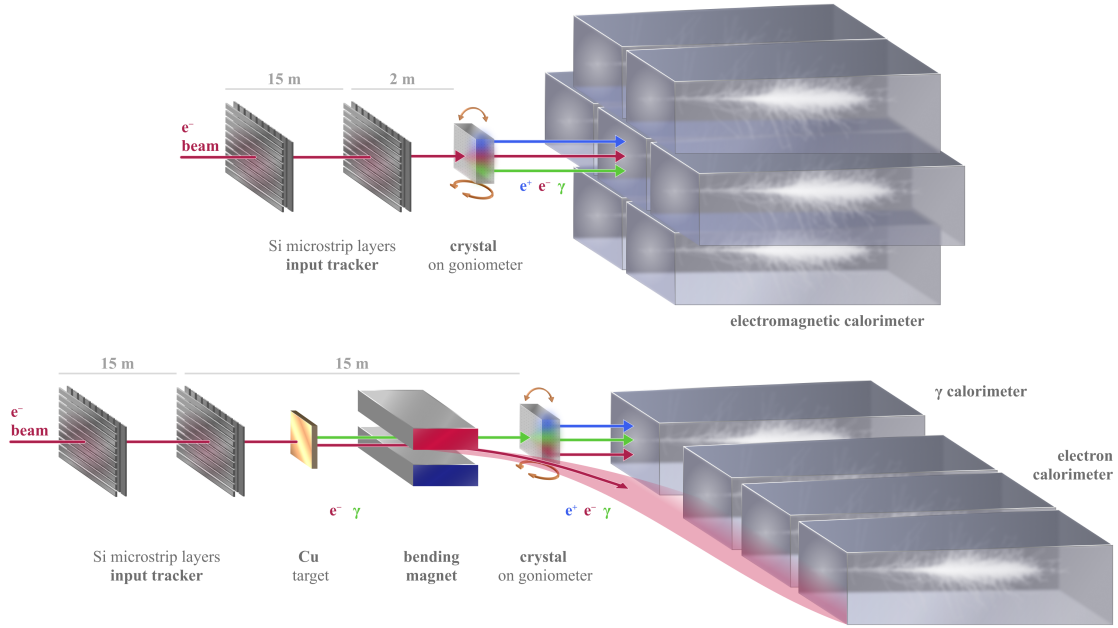 15 m
2 m
e⁻
beam
e⁺ e⁻ γ
Si microstrip layers
input tracker
crystal
on goniometer
electromagnetic calorimeter
15 m
15 m
γ calorimeter
e⁻
beam
electron
calorimeter
e⁻ γ
e⁺ e⁻ γ
Si microstrip layers
input tracker
Cu
target
bending
magnet
crystal
on goniometer